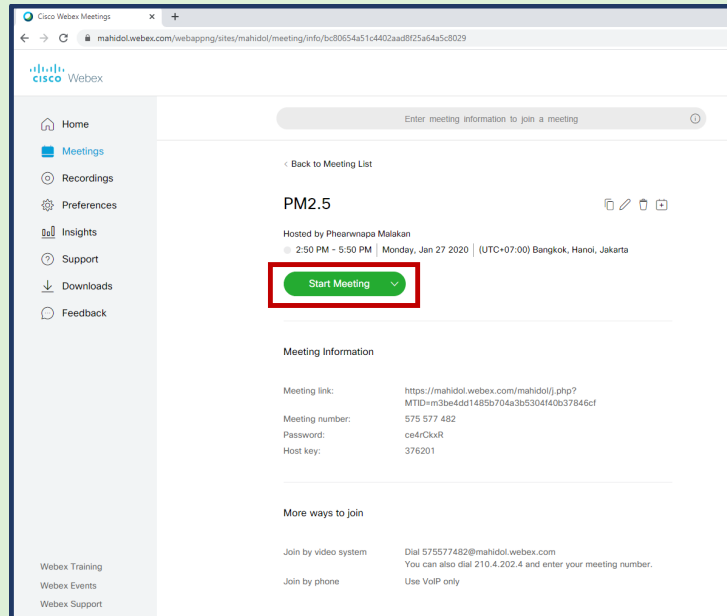 Cisco Webex Meetings
mahidol.webex.com/webappng/sites/mahidol/meeting/info/bc80654a51c4402aad8f25a64a5c8029
cisco Webex
Enter meeting information to join a meeting
Home
Meetings
Recordings
Preferences
Insights
Support
Downloads
Feedback
Webex Training
Webex Events
Webex Support
< Back to Meeting List
PM2.5
Hosted by Phearwnapa Malakan
2:50 PM - 5:50 PM | Monday, Jan 27 2020 | (UTC+07:00) Bangkok, Hanoi, Jakarta
Start Meeting
Meeting Information
Meeting link: https://mahidol.webex.com/mahidol/j.php?
MTID=m3be4dd1485b704a3b5304f40b37846cf
Meeting number: 575 577 482
Password: ce4rCkxR
Host key: 376201
More ways to join
Join by video system Dial 575577482@mahidol.webex.com
You can also dial 210.4.202.4 and enter your meeting number.
Join by phone Use VoIP only